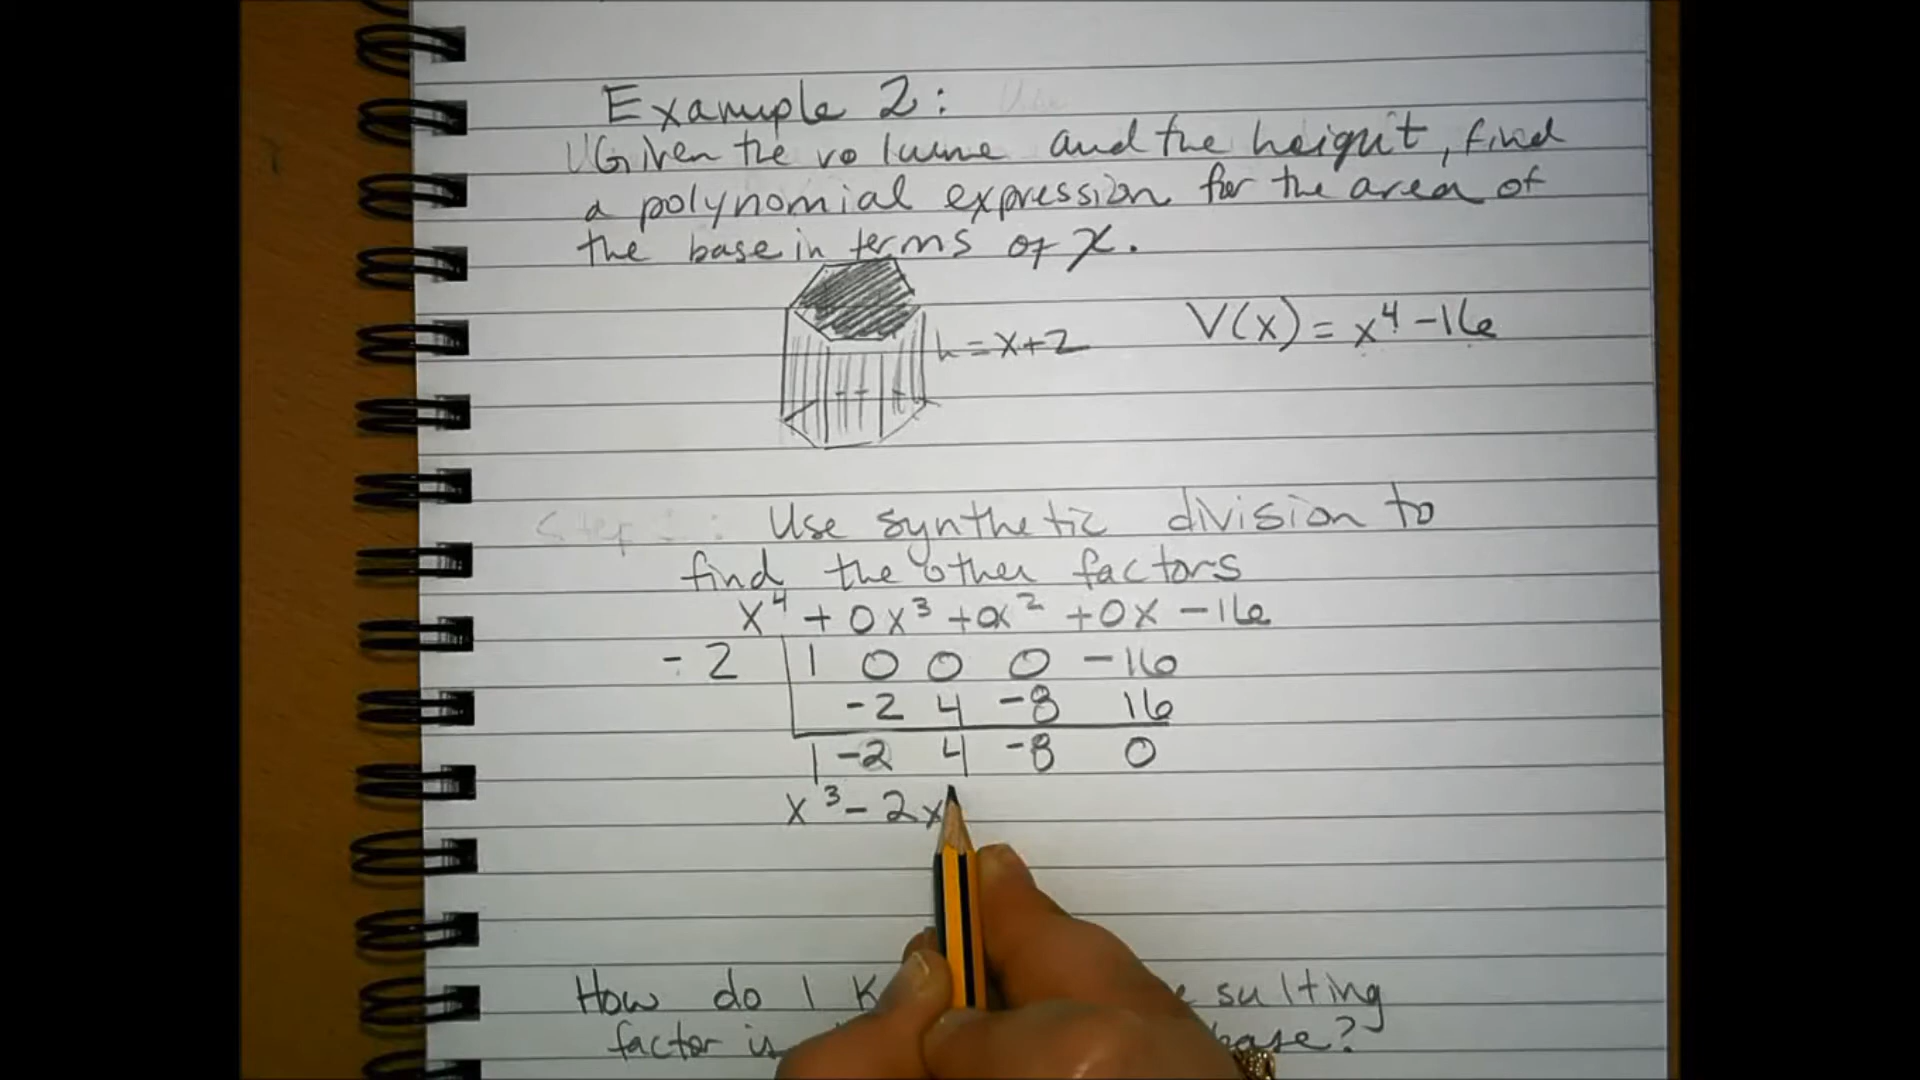 Example 2:
Given the volume and the height, find
a polynomial expression for the area of
the base in terms of x.
h = x+2
V(x) = x⁴ -16
Use synthetic division to
find the other factors
x⁴ + 0x³ + 0x² + 0x - 16
-2 | 1 0 0 0 -16
-2 4 -8 16
1 -2 4 -8 0
x³ - 2x
How do I sulting
factor is base?